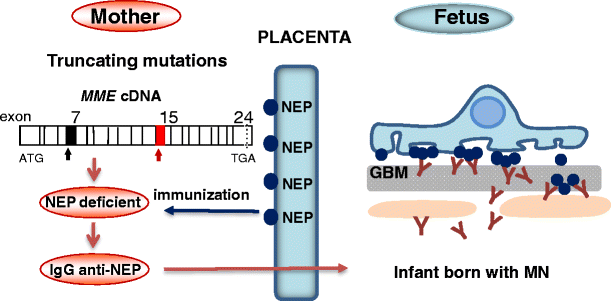 Mother
Fetus
PLACENTA
Truncating mutations
MME cDNA
exon 7 15 24
ATG TGA
NEP
NEP
NEP
NEP
GBM
NEP deficient
immunization
IgG anti-NEP
Infant born with MN